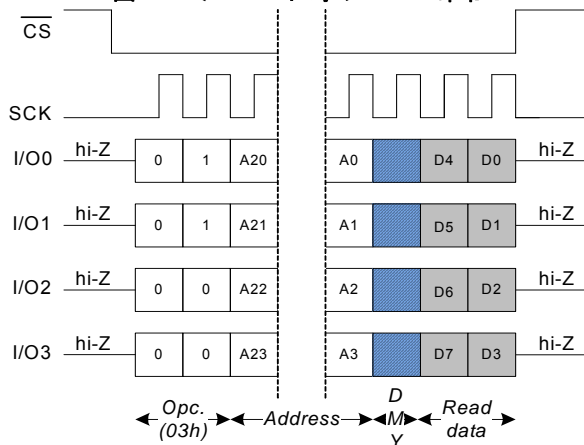 CS
SCK
I/O0 hi-Z 0 1 A20 A0 D4 D0 hi-Z
I/O1 hi-Z 0 1 A21 A1 D5 D1 hi-Z
I/O2 hi-Z 0 0 A22 A2 D6 D2 hi-Z
I/O3 hi-Z 0 0 A23 A3 D7 D3 hi-Z
Opc.
(03h)
Address
D
M
Y
Read
data